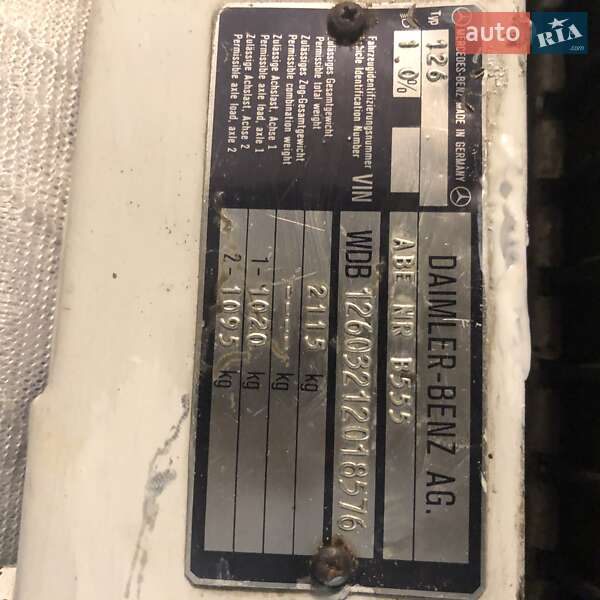 auto RIA .com
MERCEDES-BENZ MADE IN GERMANY
Typ 126
1,0%
DAIMLER-BENZ AG.
ABE NR B555
Fahrzeugidentifizierungsnummer
Vehicle Identification Number
VIN WDB 12603212018576
Zulässiges Gesamtgewicht
Permissible total weight
2115 kg
Zulässiges Zug-Gesamtgewicht
Permissible combination weight
--- kg
Zulässige Achslast, Achse 1
Permissible axle load, axle 1
1-1020 kg
Zulässige Achslast, Achse 2
Permissible axle load, axle 2
2-1095 kg